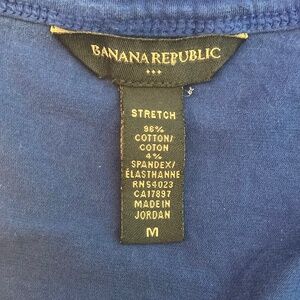 BANANA REPUBLIC
STRETCH
96%
COTTON/
COTON
4%
SPANDEX/
ÉLASTHANNE
RN54023
CA17897
MADE IN
JORDAN
M